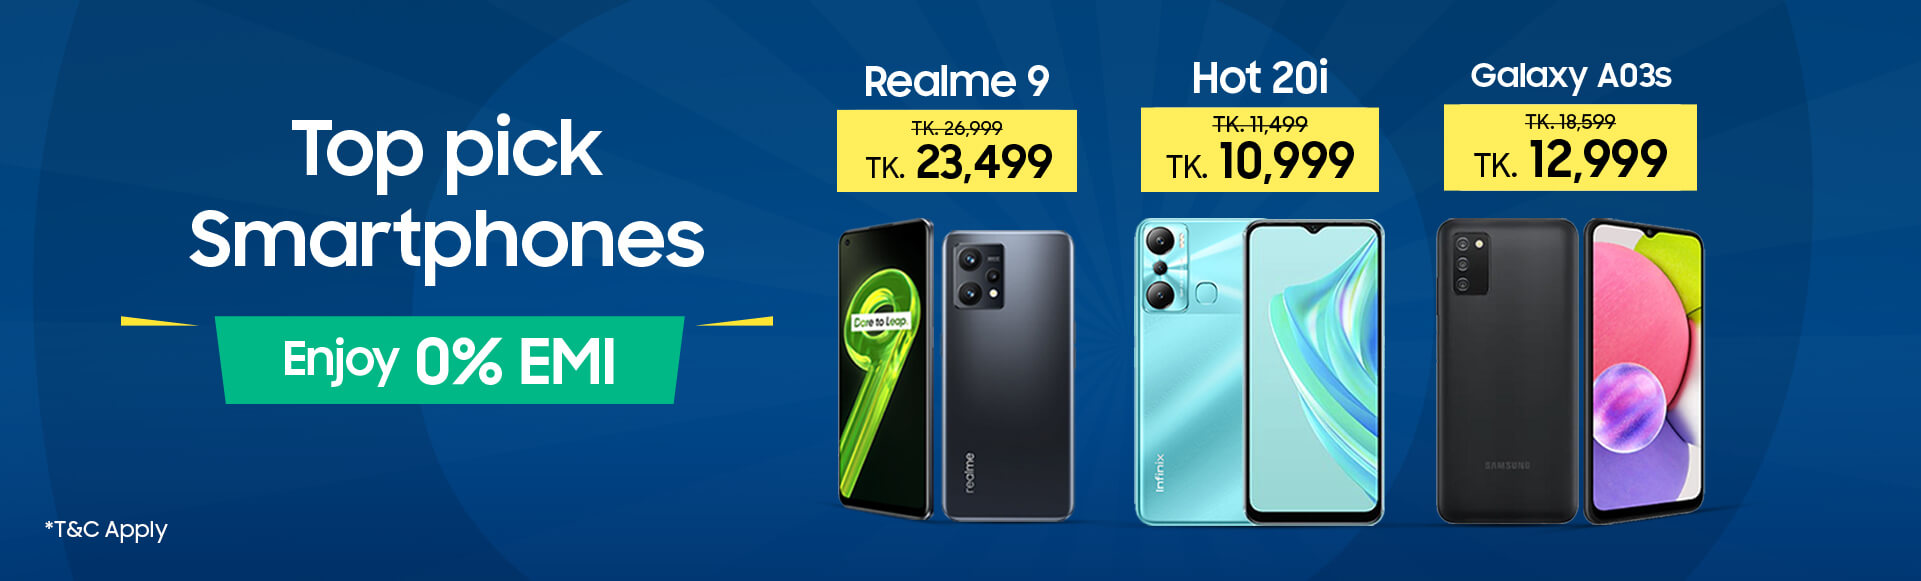 Top pick
Smartphones
Enjoy 0% EMI
*T&C Apply
Realme 9
TK. 26,999
TK. 23,499
Dare to Leap.
realme
Hot 20i
TK. 11,499
TK. 10,999
Infinix
Galaxy A03s
TK. 18,599
TK. 12,999
SAMSUNG